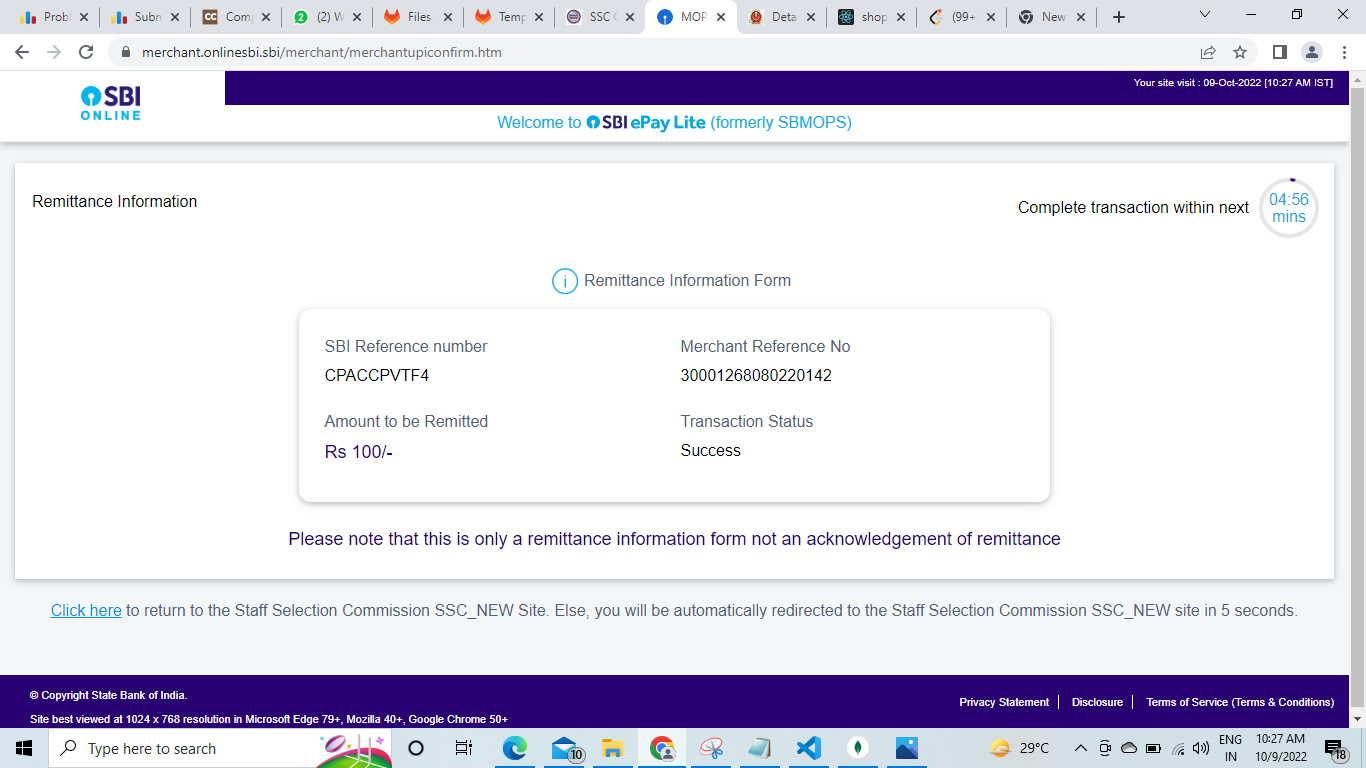 Probl
Subn
CC Com
2 (2) W
Files
Temp
SSC
MOP
Deta
shop
(99+
New
merchant.onlinesbi.sbi/merchant/merchantupiconfirm.htm
SBI
ONLINE
Your site visit : 09-Oct-2022 [10:27 AM IST]
Welcome to SBI ePay Lite (formerly SBMOPS)
Remittance Information
Complete transaction within next
04:56
mins
i Remittance Information Form
SBI Reference number
CPACCPVTF4
Merchant Reference No
30001268080220142
Amount to be Remitted
Rs 100/-
Transaction Status
Success
Please note that this is only a remittance information form not an acknowledgement of remittance
Click here to return to the Staff Selection Commission SSC_NEW Site. Else, you will be automatically redirected to the Staff Selection Commission SSC_NEW site in 5 seconds.
© Copyright State Bank of India.
Site best viewed at 1024 x 768 resolution in Microsoft Edge 79+, Mozilla 40+, Google Chrome 50+
Privacy Statement
Disclosure
Terms of Service (Terms & Conditions)
Type here to search
10
29°C
ENG
IN
10:27 AM
10/9/2022
18